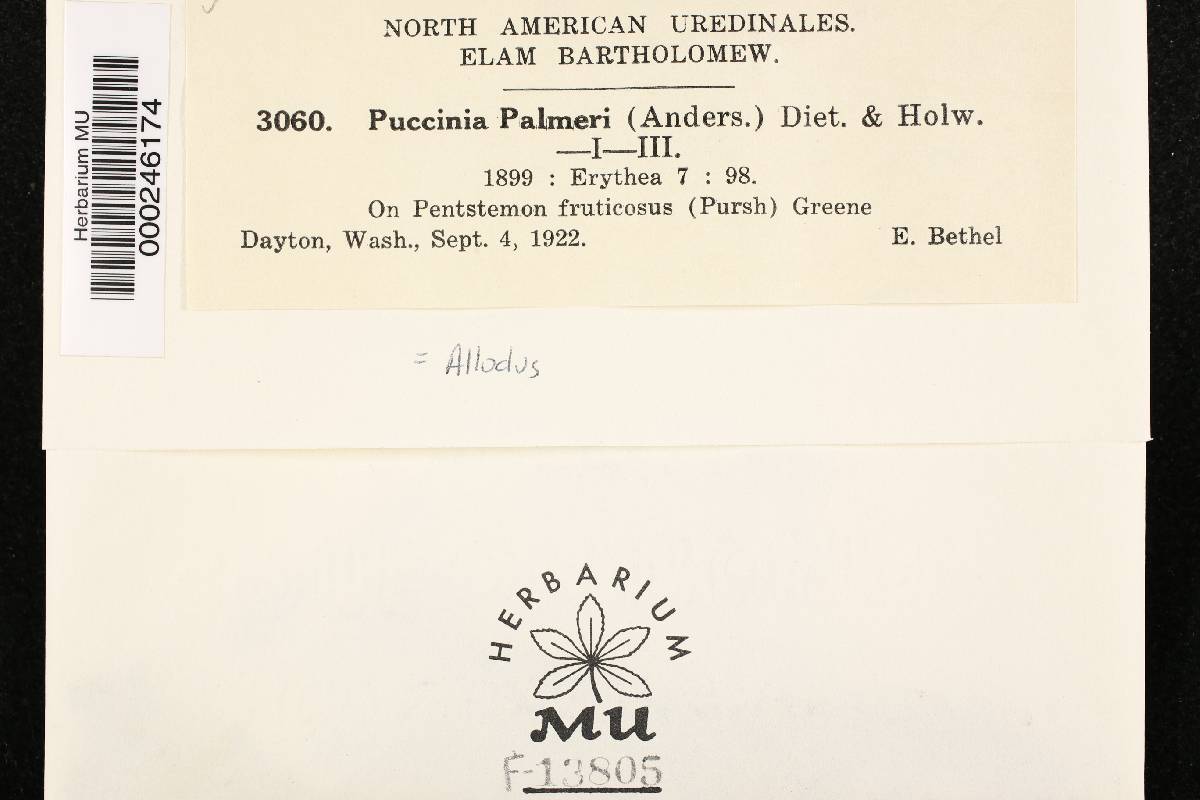 NORTH AMERICAN UREDINALES.
ELAM BARTHOLOMEW.
3060. Puccinia Palmeri (Anders.) Diet. & Holw.
—I—III.
1899 : Erythea 7 : 98.
On Pentstemon fruticosus (Pursh) Greene
Dayton, Wash., Sept. 4, 1922. E. Bethel
Herbarium MU
000246174
= Allodus
HERBARIUM
MU
F-13805